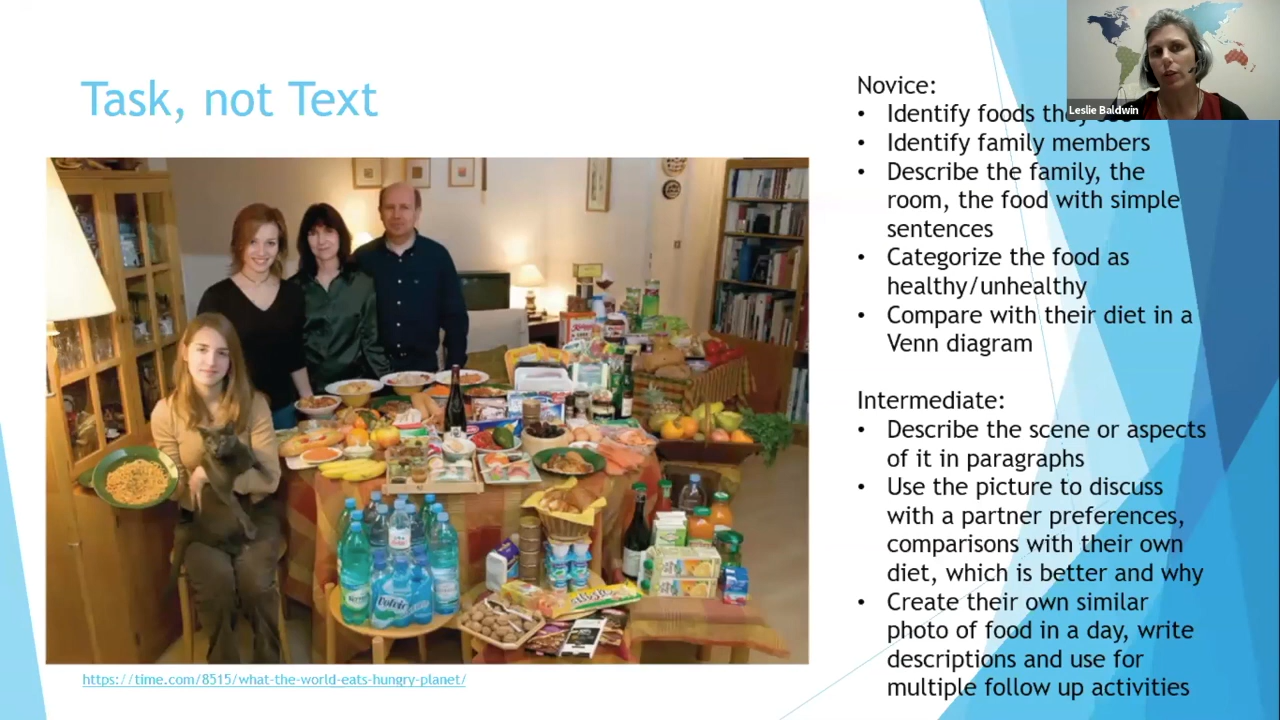 Task, not Text
Leslie Baldwin
Novice:
• Identify foods they
• Identify family members
• Describe the family, the
room, the food with simple
sentences
• Categorize the food as
healthy/unhealthy
• Compare with their diet in a
Venn diagram
Intermediate:
• Describe the scene or aspects
of it in paragraphs
• Use the picture to discuss
with a partner preferences,
comparisons with their own
diet, which is better and why
• Create their own similar
photo of food in a day, write
descriptions and use for
multiple follow up activities
https://time.com/8515/what-the-world-eats-hungry-planet/
Volvic